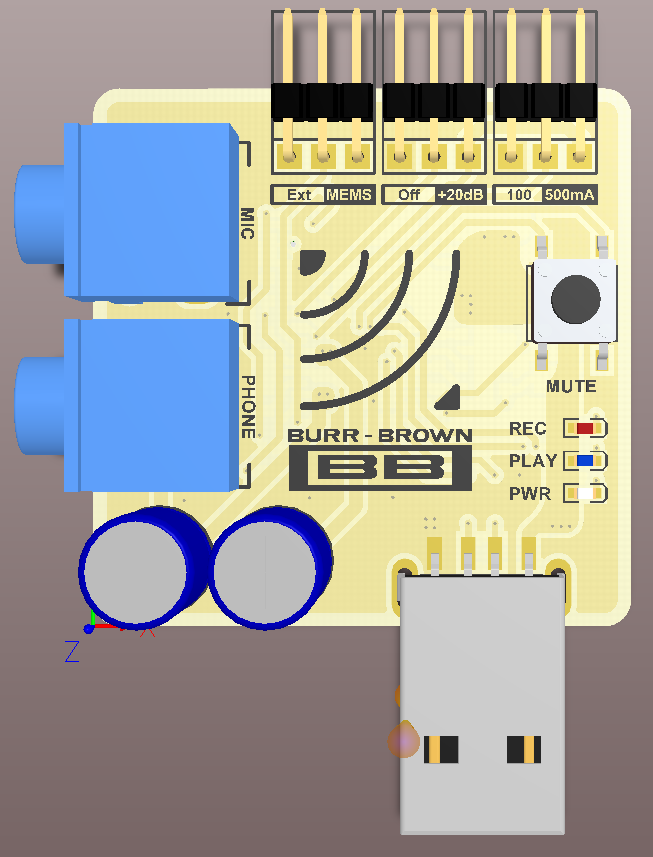 Ext MEMS Off +20dB 100 500mA
MIC
MUTE
PHONE
REC
PLAY
PWR
BURR - BROWN
BB
Z
X